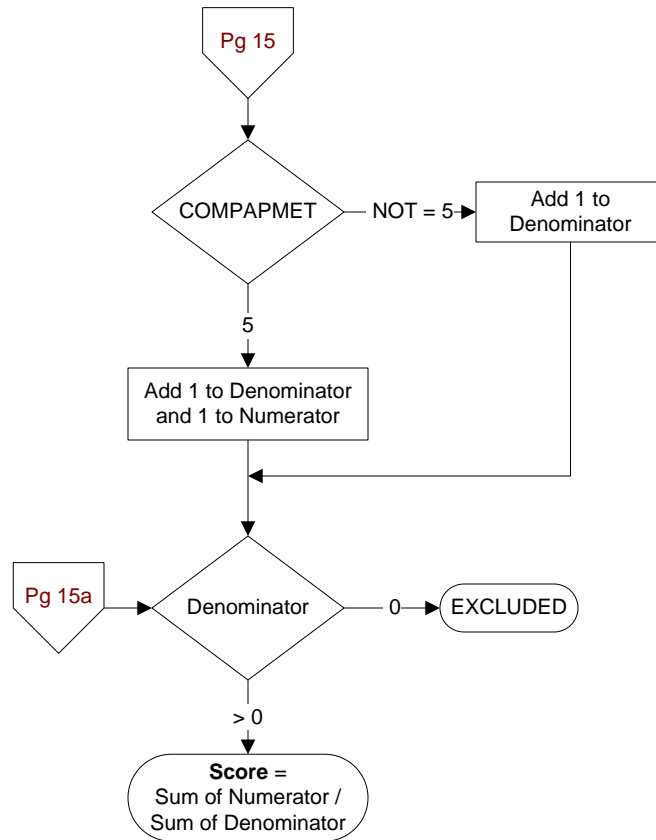 Pg 15
COMPAPMET
NOT = 5
Add 1 to
Denominator
5
Add 1 to Denominator
and 1 to Numerator
Pg 15a
Denominator
0
EXCLUDED
> 0
Score =
Sum of Numerator /
Sum of Denominator